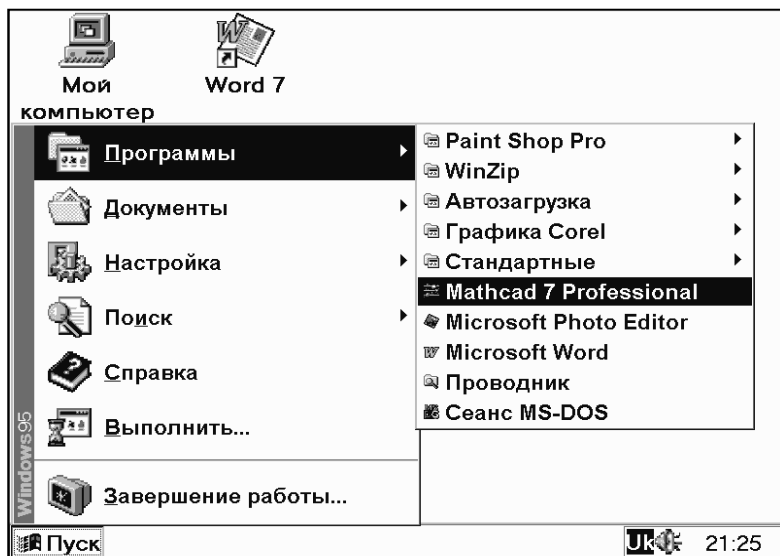 Мой
компьютер
Word 7
Программы
Документы
Настройка
Поиск
Справка
Выполнить...
Завершение работы...
Windows95
Paint Shop Pro
WinZip
Автозагрузка
Графика Corel
Стандартные
Mathcad 7 Professional
Microsoft Photo Editor
Microsoft Word
Проводник
Сеанс MS-DOS
Пуск
Uk
21:25